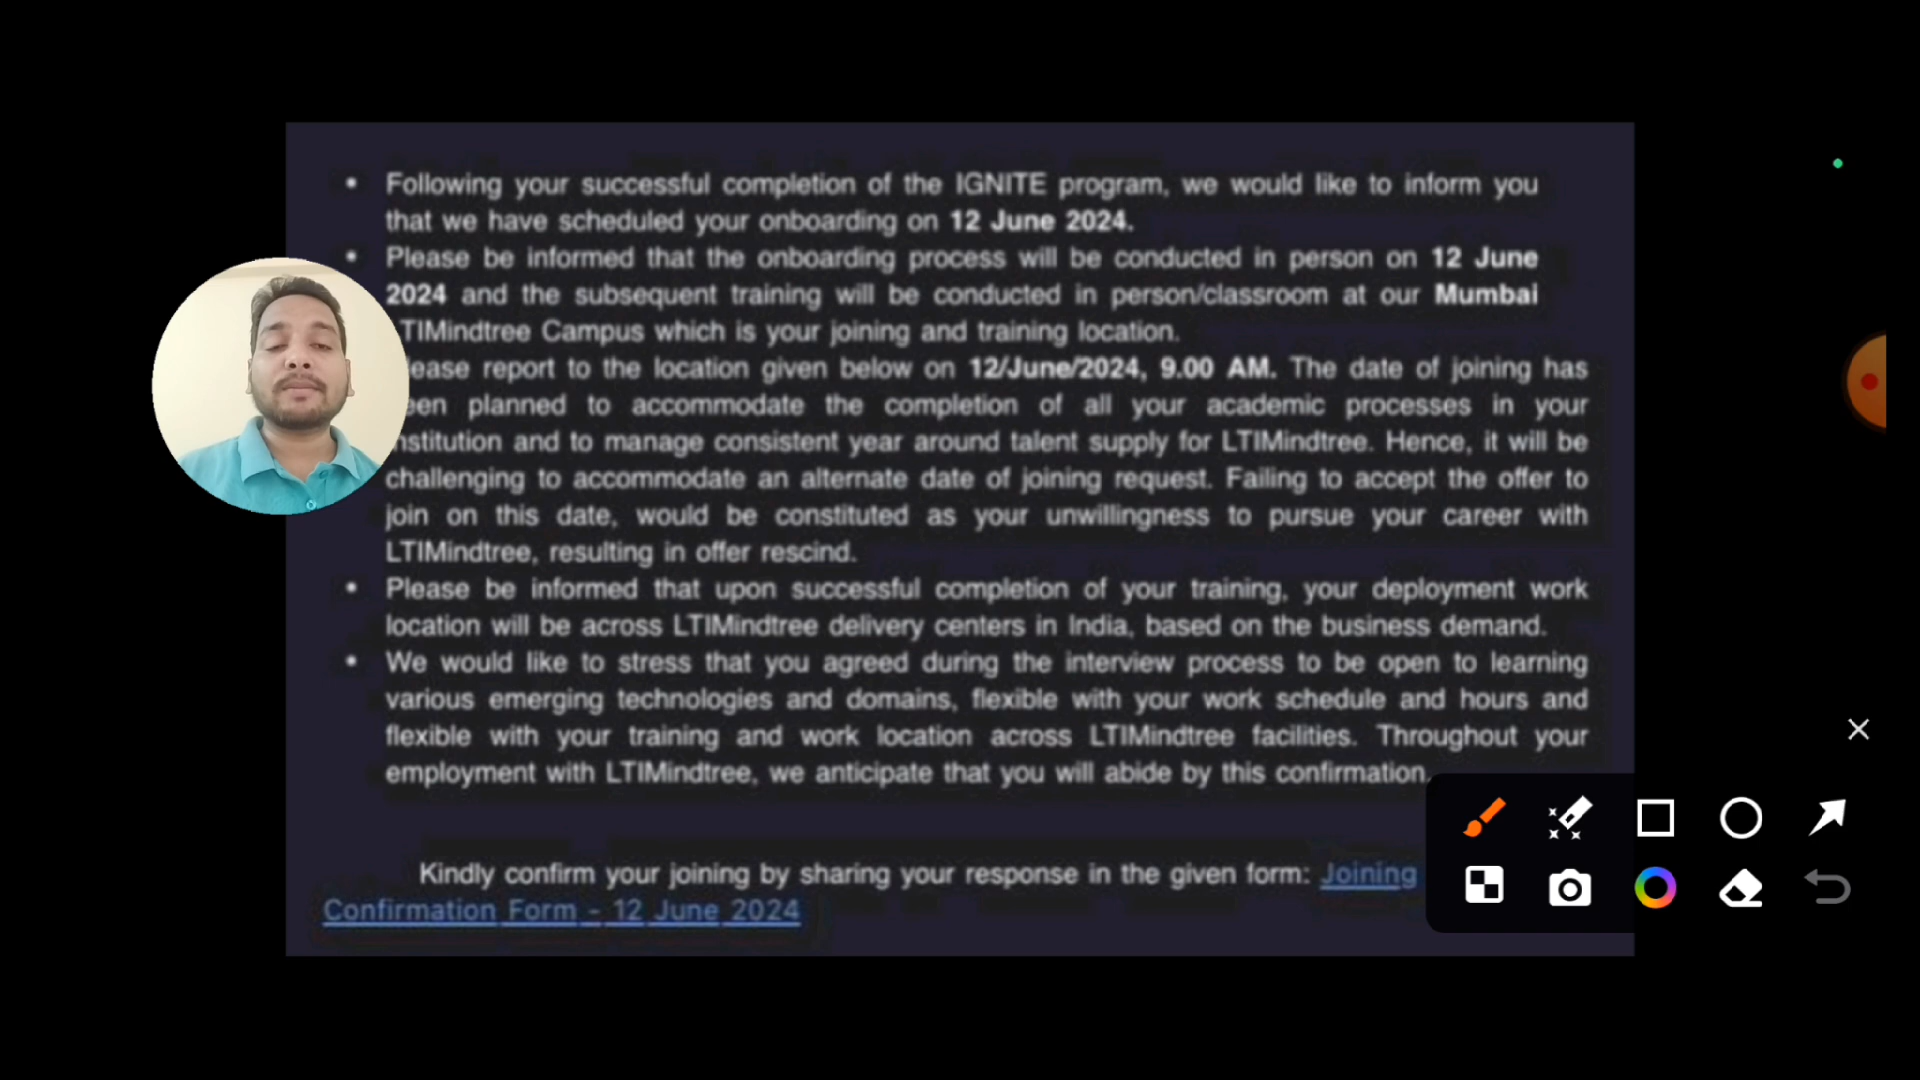 • Following your successful completion of the IGNITE program, we would like to inform you
that we have scheduled your onboarding on 12 June 2024.
• Please be informed that the onboarding process will be conducted in person on 12 June
2024 and the subsequent training will be conducted in person/classroom at our Mumbai
TIMindtree Campus which is your joining and training location.
ease report to the location given below on 12/June/2024, 9.00 AM. The date of joining has
een planned to accommodate the completion of all your academic processes in your
nstitution and to manage consistent year around talent supply for LTIMindtree. Hence, it will be
challenging to accommodate an alternate date of joining request. Failing to accept the offer to
join on this date, would be constituted as your unwillingness to pursue your career with
LTIMindtree, resulting in offer rescind.
• Please be informed that upon successful completion of your training, your deployment work
location will be across LTIMindtree delivery centers in India, based on the business demand.
• We would like to stress that you agreed during the interview process to be open to learning
various emerging technologies and domains, flexible with your work schedule and hours and
flexible with your training and work location across LTIMindtree facilities. Throughout your
employment with LTIMindtree, we anticipate that you will abide by this confirmation.
Kindly confirm your joining by sharing your response in the given form: Joining
Confirmation Form - 12 June 2024